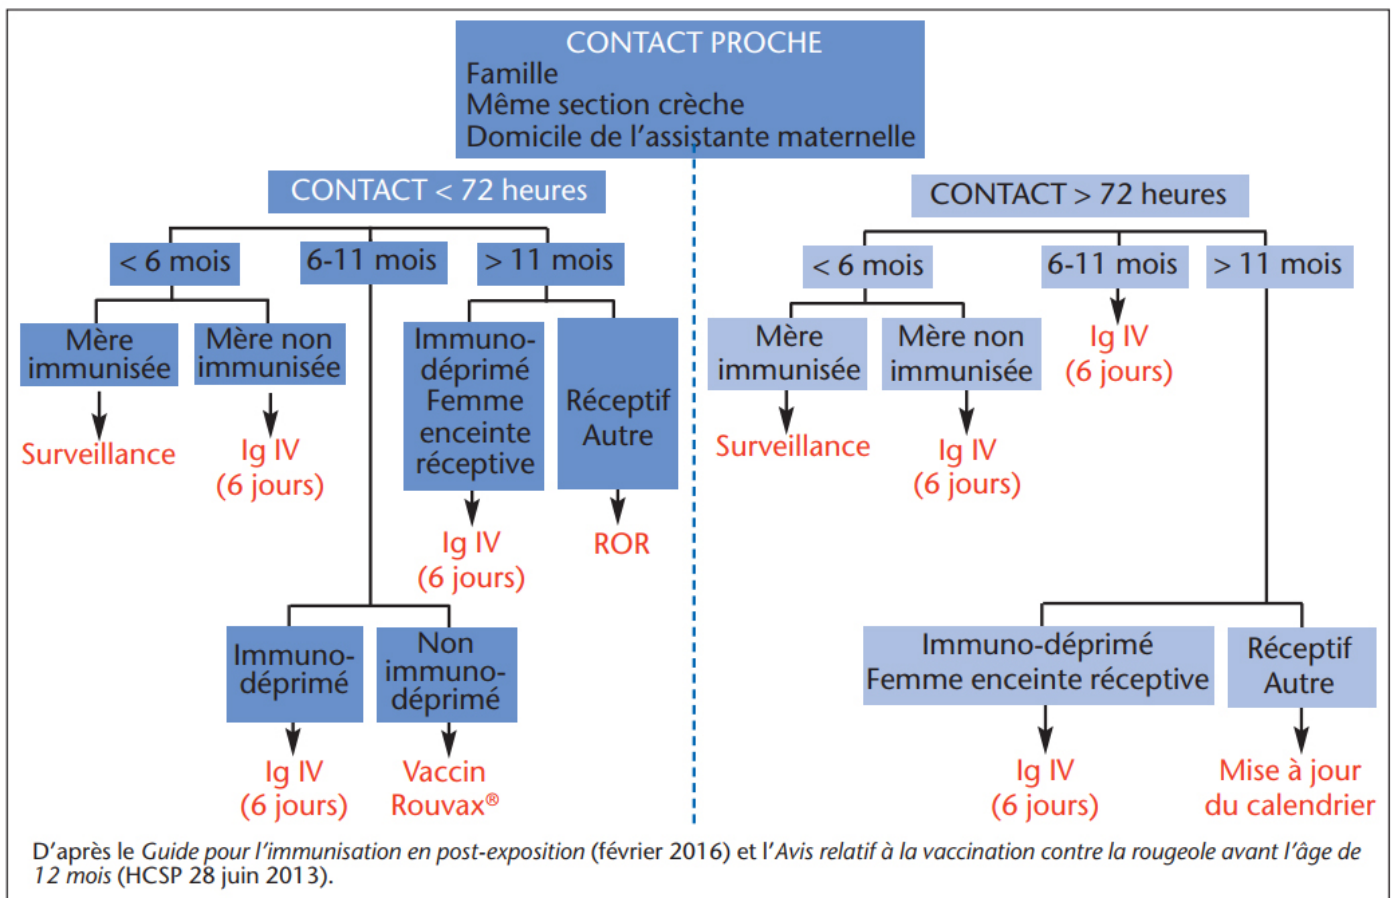 CONTACT PROCHE
Famille
Même section crèche
Domicile de l’assistante maternelle
CONTACT < 72 heures
< 6 mois
6-11 mois
> 11 mois
Mère
immunisée
Mère non
immunisée
Immuno-
déprimé
Femme
enceinte
réceptive
Réceptif
Autre
Surveillance
Ig IV
(6 jours)
Ig IV
(6 jours)
ROR
Immuno-
déprimé
Non
immuno-
déprimé
Ig IV
(6 jours)
Vaccin
Rouvax®
CONTACT > 72 heures
< 6 mois
6-11 mois
> 11 mois
Mère
immunisée
Mère non
immunisée
Ig IV
(6 jours)
Surveillance
Ig IV
(6 jours)
Immuno-déprimé
Femme enceinte réceptive
Réceptif
Autre
Ig IV
(6 jours)
Mise à jour
du calendrier
D’après le Guide pour l’immunisation en post-exposition (février 2016) et l’Avis relatif à la vaccination contre la rougeole avant l’âge de
12 mois (HCSP 28 juin 2013).